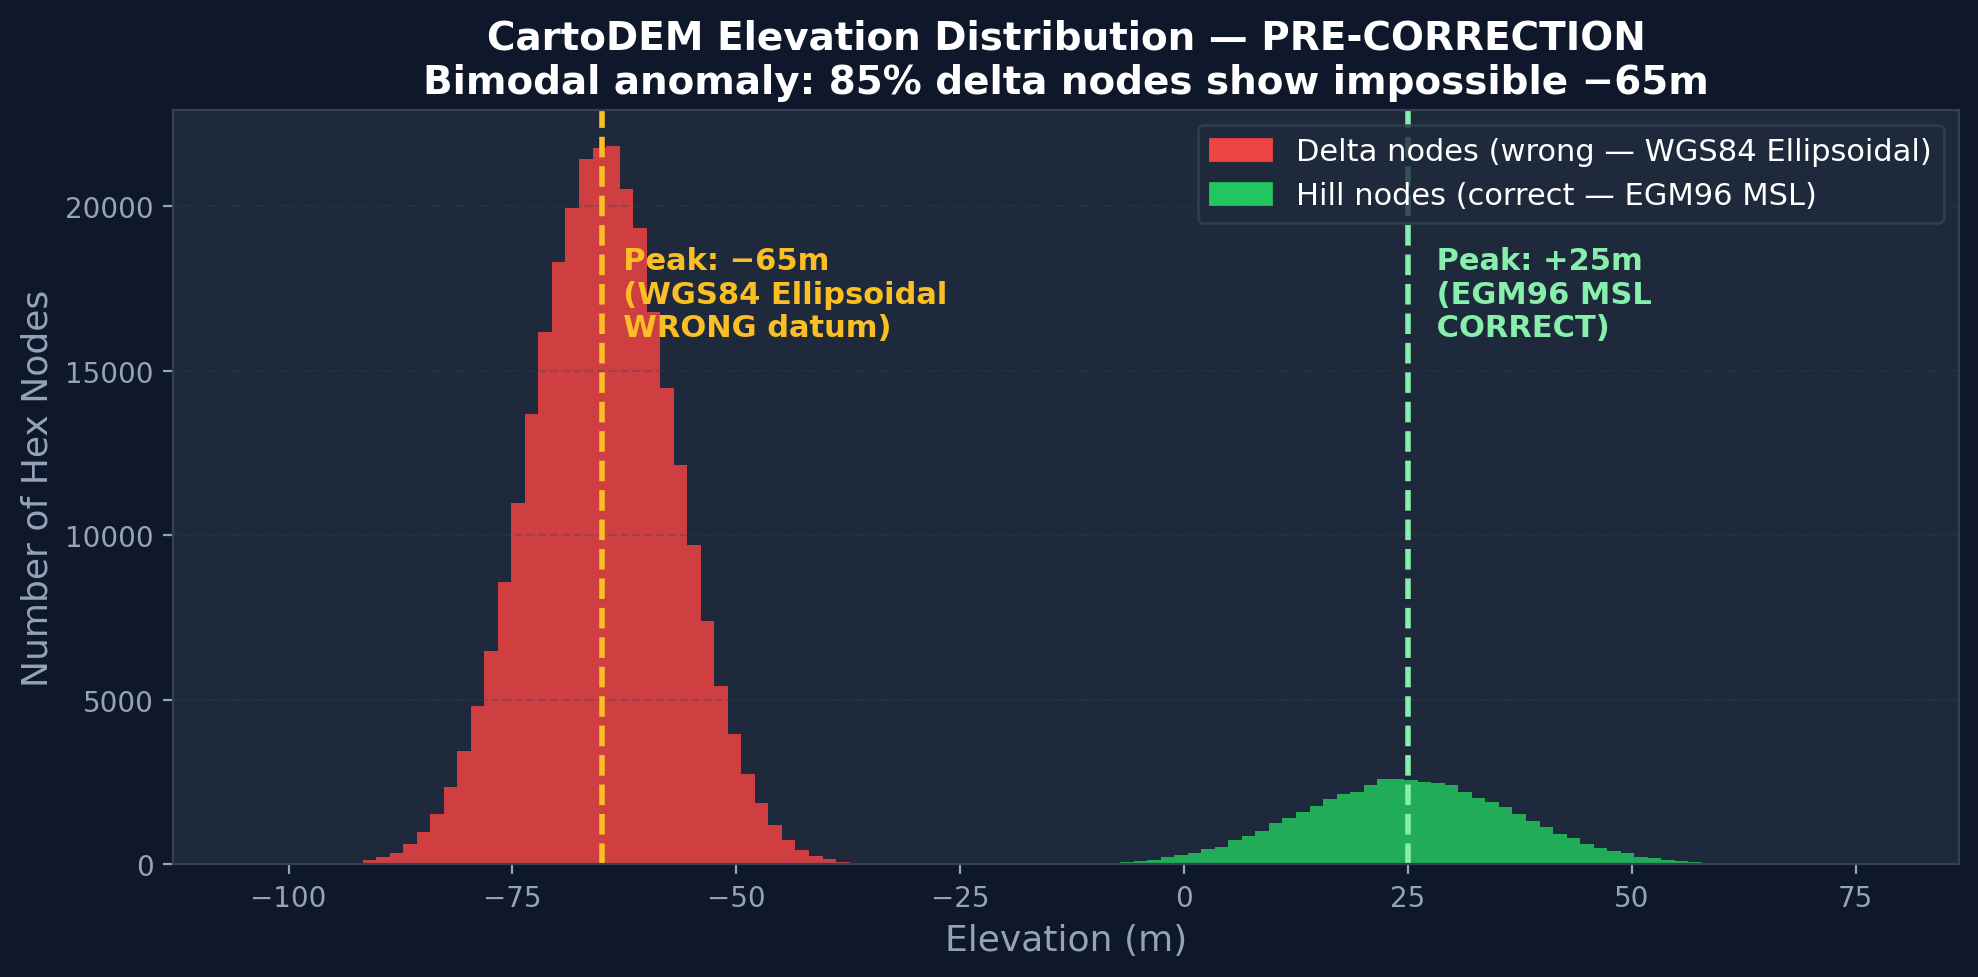 CartoDEM Elevation Distribution — PRE-CORRECTION
Bimodal anomaly: 85% delta nodes show impossible −65m
Delta nodes (wrong — WGS84 Ellipsoidal)
Hill nodes (correct — EGM96 MSL)
Peak: −65m
(WGS84 Ellipsoidal
WRONG datum)
Peak: +25m
(EGM96 MSL
CORRECT)
Number of Hex Nodes
20000
15000
10000
5000
0
−100
−75
−50
−25
0
25
50
75
Elevation (m)